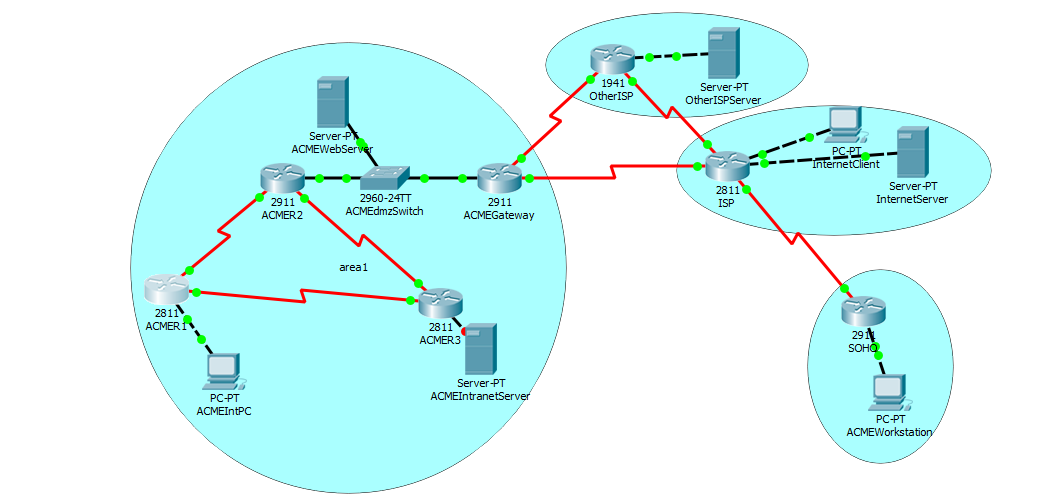 1941
OtherISP
Server-PT
OtherISPServer
Server-PT
ACMEWebServer
2911
ACMER2
2960-24TT
ACMEdmzSwitch
2911
ACMEGateway
2811
ISP
PC-PT
InternetClient
Server-PT
InternetServer
area1
2811
ACMER1
2811
ACMER3
Server-PT
ACMEIntranetServer
PC-PT
ACMEIntPC
2911
SOHO
PC-PT
ACMEWorkstation